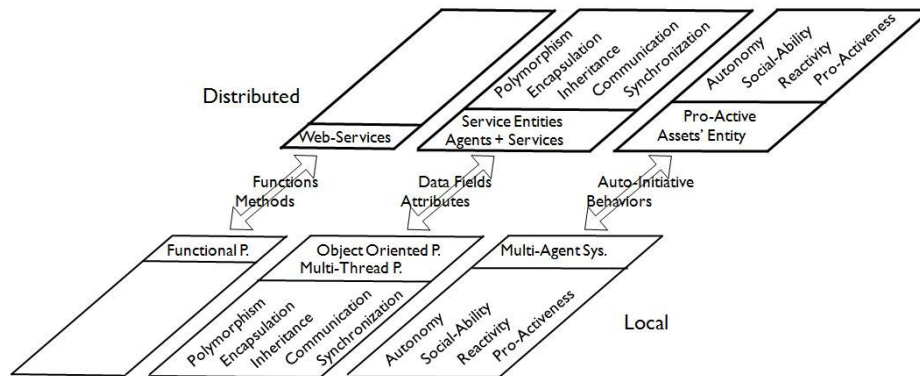 Distributed
Web-Services
Polymorphism
Encapsulation
Inheritance
Communication
Synchronization
Service Entities
Agents + Services
Autonomy
Social-Ability
Reactivity
Pro-Activeness
Pro-Active
Assets' Entity
Functions
Methods
Data Fields
Attributes
Auto-Initiative
Behaviors
Functional P.
Object Oriented P.
Multi-Thread P.
Polymorphism
Encapsulation
Inheritance
Communication
Synchronization
Multi-Agent Sys.
Autonomy
Social-Ability
Reactivity
Pro-Activeness
Local